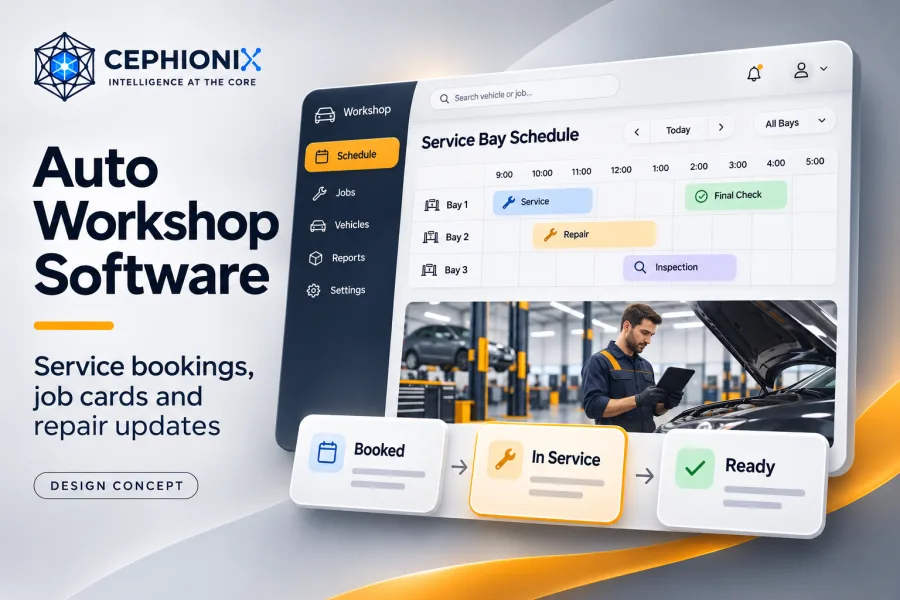 CEPHIONIX
INTELLIGENCE AT THE CORE
Auto
Workshop
Software
Service bookings,
job cards and
repair updates
DESIGN CONCEPT
Workshop
Schedule
Jobs
Vehicles
Reports
Settings
Search vehicle or job...
Service Bay Schedule
Today
All Bays
9:00 10:00 11:00 12:00 1:00 2:00 3:00 4:00 5:00
Bay 1 Service Final Check
Bay 2 Repair
Bay 3 Inspection
Booked
In Service
Ready